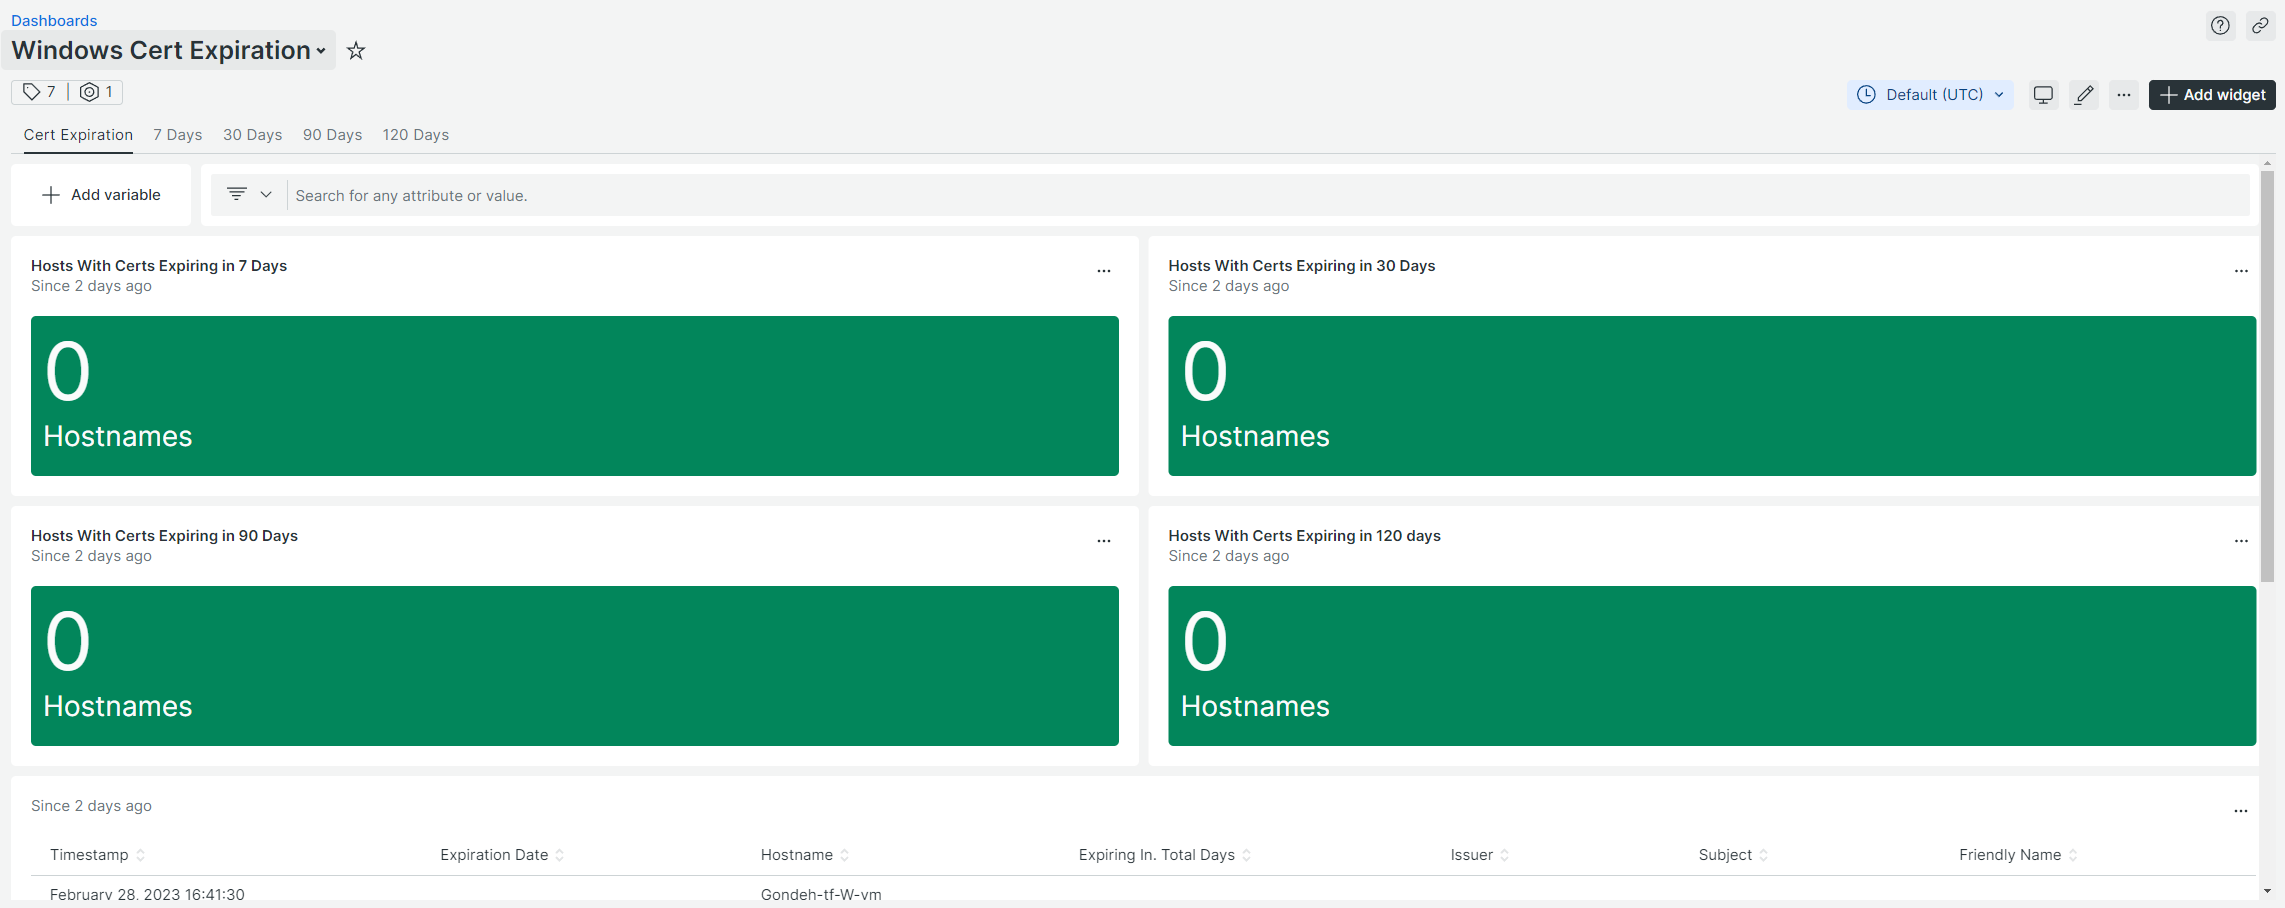 Dashboards
Windows Cert Expiration
7
1
Default (UTC)
...
Add widget
Cert Expiration
7 Days
30 Days
90 Days
120 Days
Add variable
Search for any attribute or value.
Hosts With Certs Expiring in 7 Days
Since 2 days ago
0
Hostnames
Hosts With Certs Expiring in 30 Days
Since 2 days ago
0
Hostnames
Hosts With Certs Expiring in 90 Days
Since 2 days ago
0
Hostnames
Hosts With Certs Expiring in 120 days
Since 2 days ago
0
Hostnames
Since 2 days ago
Timestamp Expiration Date Hostname Expiring In. Total Days Issuer Subject Friendly Name
February 28, 2023 16:41:30 Gondeh-tf-W-vm